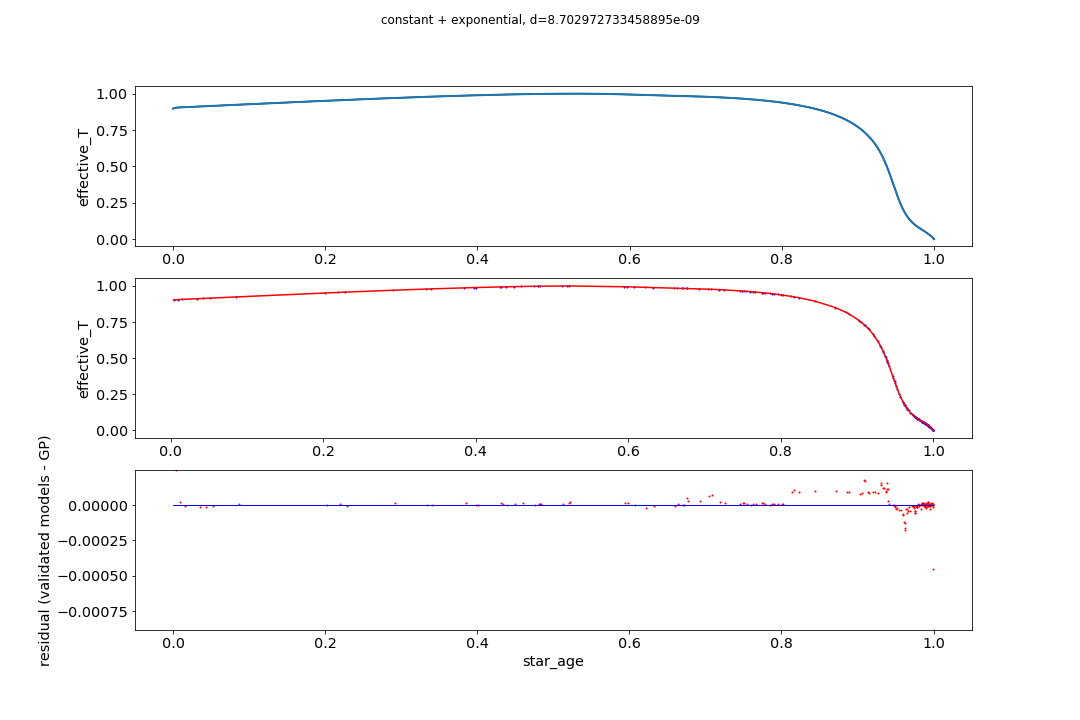 constant + exponential, d=8.702972733458895e-09
effective_T
1.00
0.75
0.50
0.25
0.00
0.0 0.2 0.4 0.6 0.8 1.0
effective_T
1.00
0.75
0.50
0.25
0.00
0.0 0.2 0.4 0.6 0.8 1.0
residual (validated models - GP)
0.00000
−0.00025
−0.00050
−0.00075
0.0 0.2 0.4 0.6 0.8 1.0
star_age